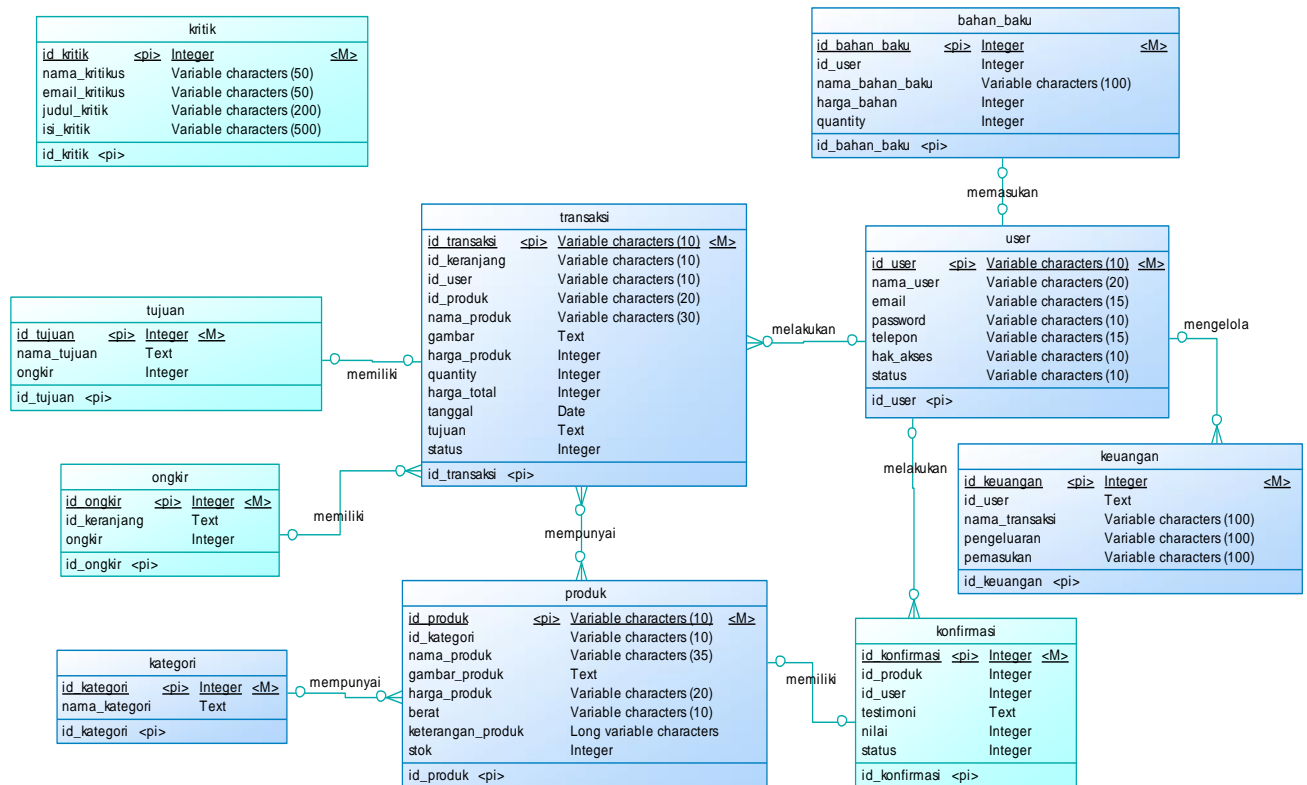 kritik
id_kritik <pi> Integer <M>
nama_kritikus Variable characters (50)
email_kritikus Variable characters (50)
judul_kritik Variable characters (200)
isi_kritik Variable characters (500)
id_kritik <pi>
bahan_baku
id_bahan_baku <pi> Integer <M>
id_user Integer
nama_bahan_baku Variable characters (100)
harga_bahan Integer
quantity Integer
id_bahan_baku <pi>
memasukan
transaksi
id_transaksi <pi> Variable characters (10) <M>
id_keranjang Variable characters (10)
id_user Variable characters (10)
id_produk Variable characters (20)
nama_produk Variable characters (30)
gambar Text
harga_produk Integer
quantity Integer
harga_total Integer
tanggal Date
tujuan Text
status Integer
id_transaksi <pi>
user
id_user <pi> Variable characters (10) <M>
nama_user Variable characters (20)
email Variable characters (15)
password Variable characters (10)
telepon Variable characters (15)
hak_akses Variable characters (10)
status Variable characters (10)
id_user <pi>
melakukan
mengelola
tujuan
id_tujuan <pi> Integer <M>
nama_tujuan Text
ongkir Integer
id_tujuan <pi>
memiliki
melakukan
keuangan
id_keuangan <pi> Integer <M>
id_user Text
nama_transaksi Variable characters (100)
pengeluaran Variable characters (100)
pemasukan Variable characters (100)
id_keuangan <pi>
ongkir
id_ongkir <pi> Integer <M>
id_keranjang Text
ongkir Integer
id_ongkir <pi>
memiliki
mempunyai
produk
id_produk <pi> Variable characters (10) <M>
id_kategori Variable characters (10)
nama_produk Variable characters (35)
gambar_produk Text
harga_produk Variable characters (20)
berat Variable characters (10)
keterangan_produk Long variable characters
stok Integer
id_produk <pi>
kategori
id_kategori <pi> Integer <M>
nama_kategori Text
id_kategori <pi>
mempunyai
memiliki
konfirmasi
id_konfirmasi <pi> Integer <M>
id_produk Integer
id_user Integer
testimoni Text
nilai Integer
status Integer
id_konfirmasi <pi>